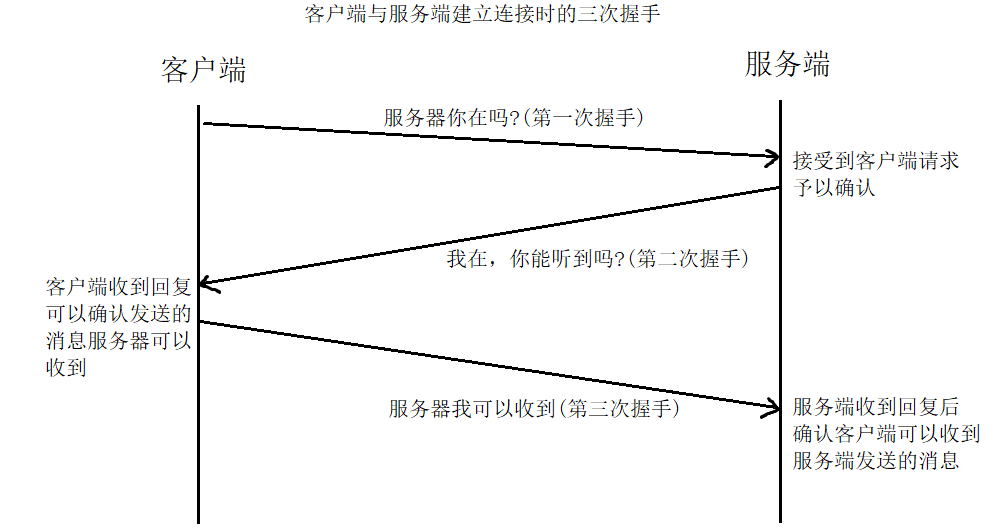 客户端与服务端建立连接时的三次握手
客户端
服务端
服务器你在吗?(第一次握手)
接受到客户端请求
予以确认
我在，你能听到吗?(第二次握手)
客户端收到回复
可以确认发送的
消息服务器可以
收到
服务器我可以收到(第三次握手)
服务端收到回复后
确认客户端可以收到
服务端发送的消息